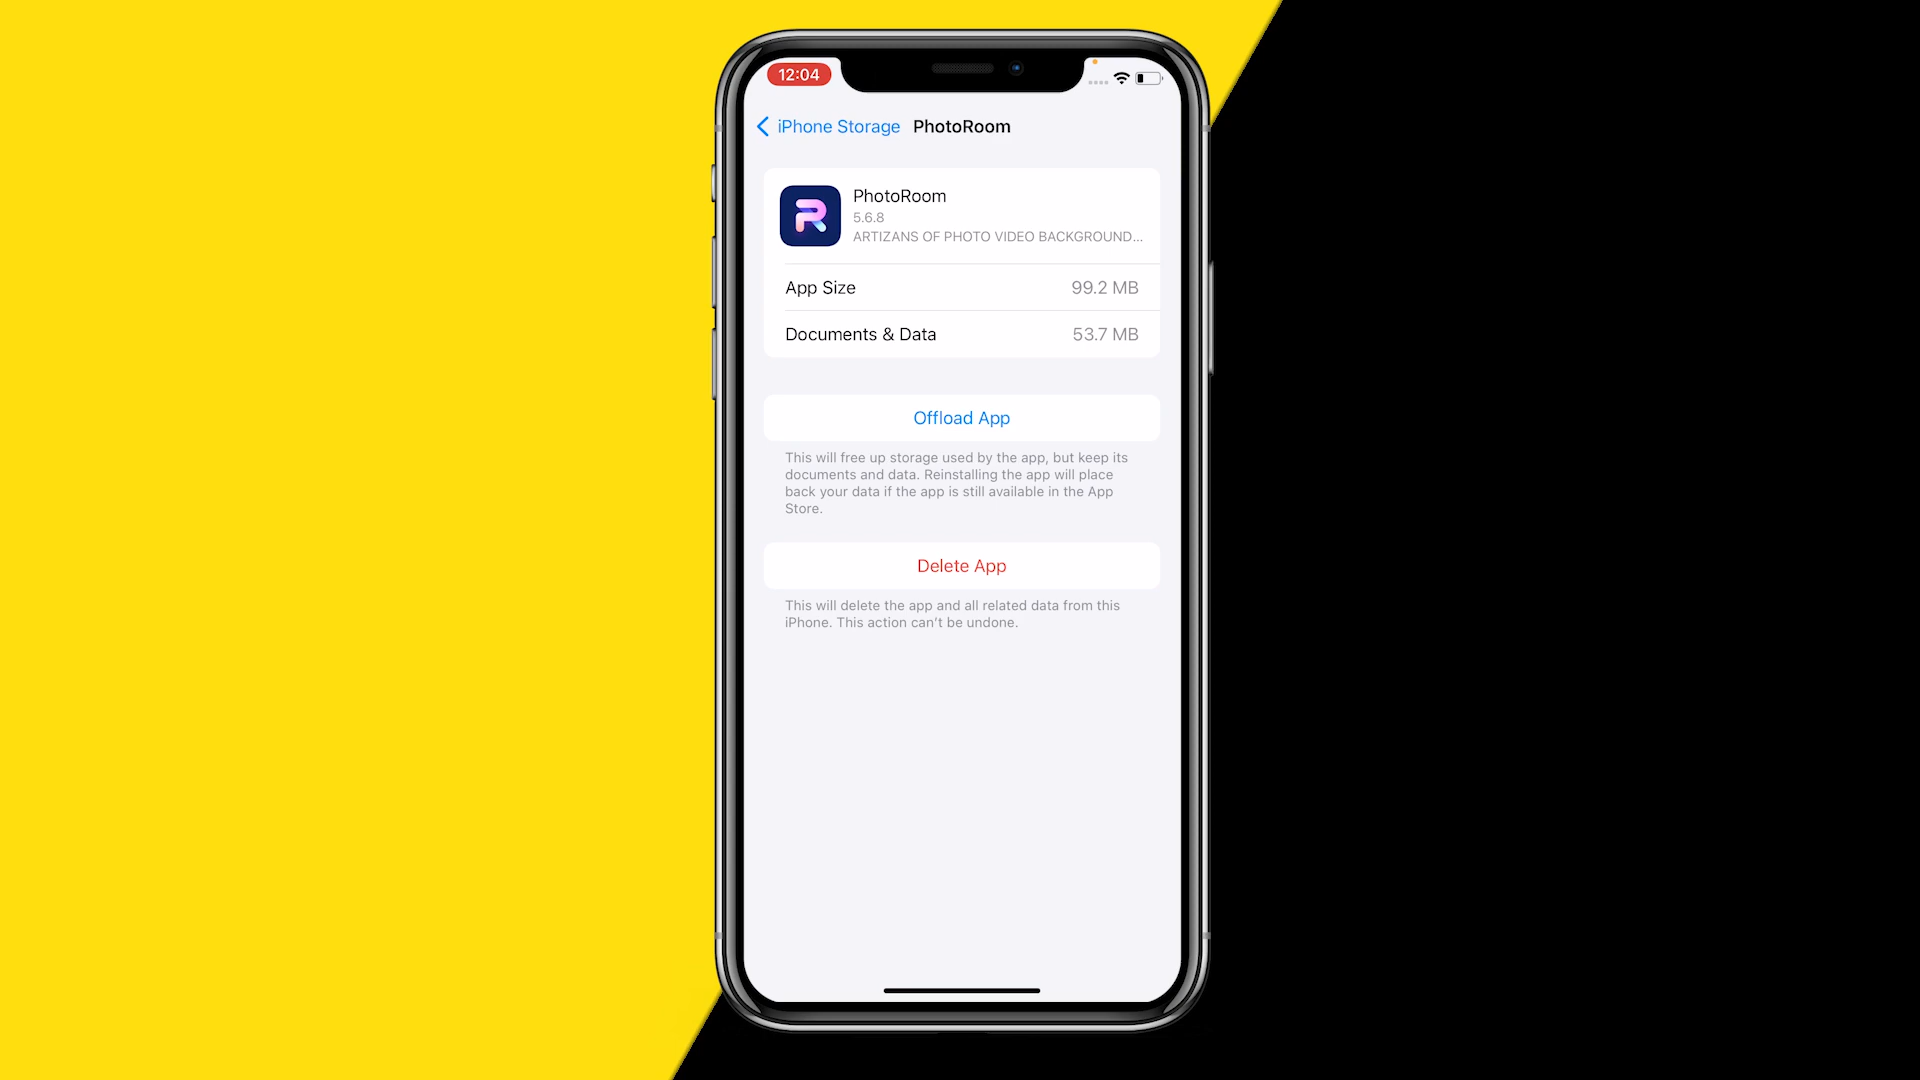 12:04
iPhone Storage PhotoRoom
PhotoRoom
5.6.8
ARTIZANS OF PHOTO VIDEO BACKGROUND...
App Size 99.2 MB
Documents & Data 53.7 MB
Offload App
This will free up storage used by the app, but keep its
documents and data. Reinstalling the app will place
back your data if the app is still available in the App
Store.
Delete App
This will delete the app and all related data from this
iPhone. This action can’t be undone.